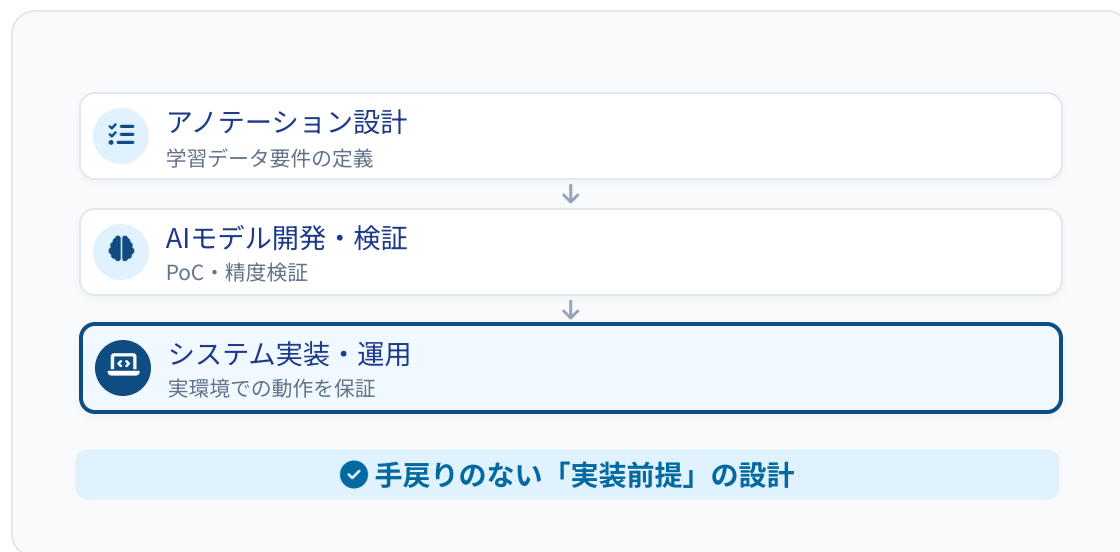 アノテーション設計
学習データ要件の定義
AIモデル開発・検証
PoC・精度検証
システム実装・運用
実環境での動作を保証
手戻りのない「実装前提」の設計